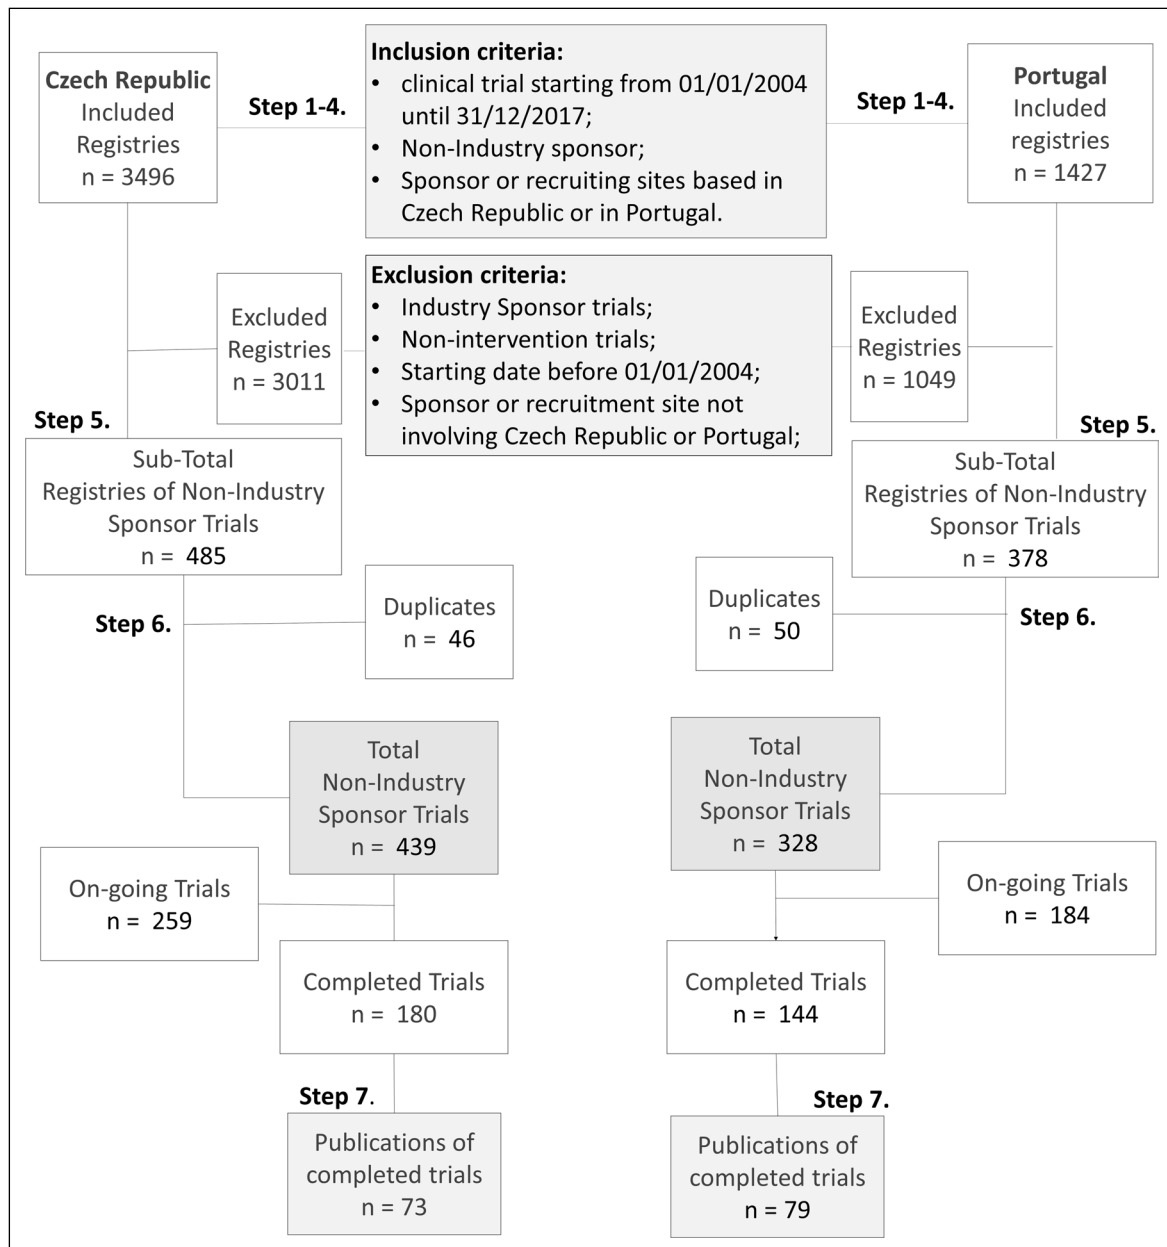 Czech Republic
Included
Registries
n = 3496
Step 1-4.
Inclusion criteria:
• clinical trial starting from 01/01/2004
until 31/12/2017;
• Non-Industry sponsor;
• Sponsor or recruiting sites based in
Czech Republic or in Portugal.
Step 1-4.
Portugal
Included
registries
n = 1427
Excluded
Registries
n = 3011
Exclusion criteria:
• Industry Sponsor trials;
• Non-intervention trials;
• Starting date before 01/01/2004;
• Sponsor or recruitment site not
involving Czech Republic or Portugal;
Excluded
Registries
n = 1049
Step 5.
Sub-Total
Registries of Non-Industry
Sponsor Trials
n = 485
Step 5.
Sub-Total
Registries of Non-Industry
Sponsor Trials
n = 378
Step 6.
Duplicates
n = 46
Duplicates
n = 50
Step 6.
Total
Non-Industry
Sponsor Trials
n = 439
Total
Non-Industry
Sponsor Trials
n = 328
On-going Trials
n = 259
On-going Trials
n = 184
Completed Trials
n = 180
Completed Trials
n = 144
Step 7.
Publications of
completed trials
n = 73
Step 7.
Publications of
completed trials
n = 79